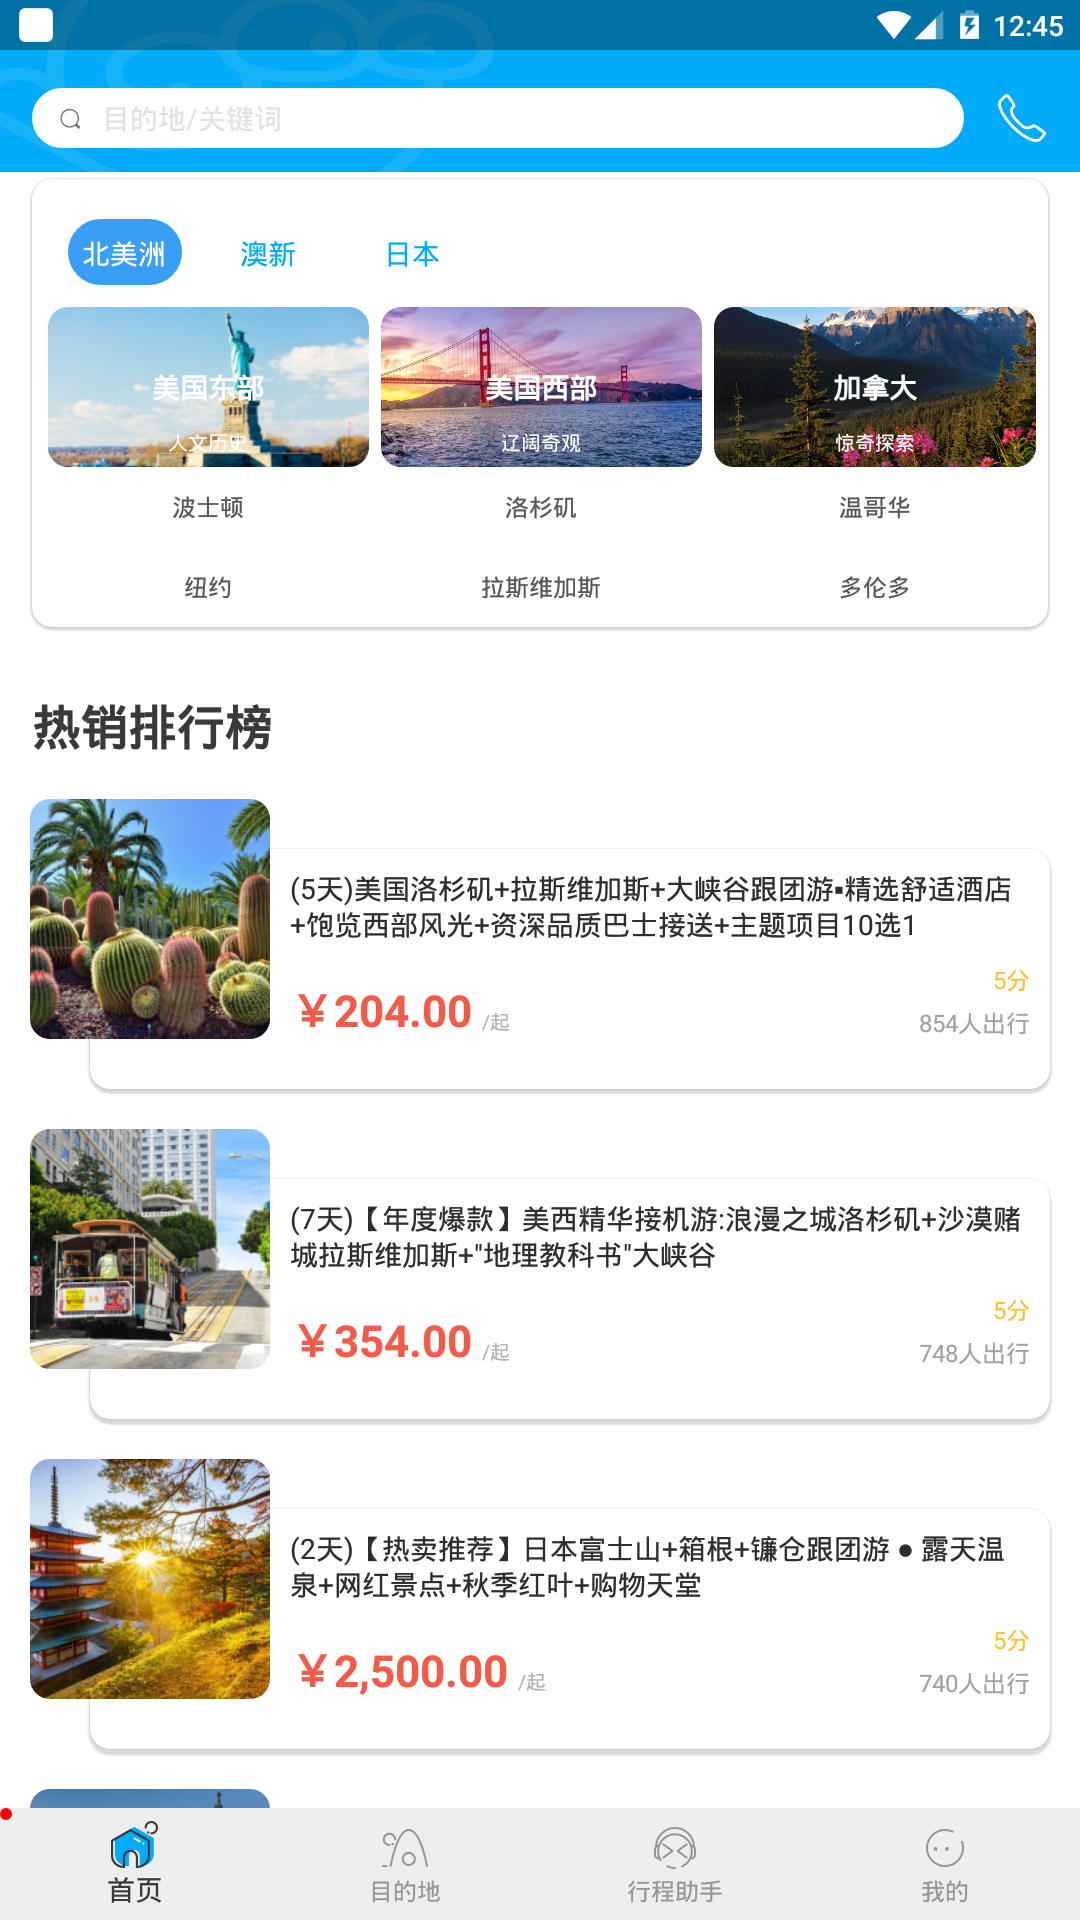 12:45
目的地/关键词
北美洲 澳新 日本
美国东部 美国西部 加拿大
人文历史 辽阔奇观 惊奇探索
波士顿 洛杉矶 温哥华
纽约 拉斯维加斯 多伦多
热销排行榜
(5天)美国洛杉矶+拉斯维加斯+大峡谷跟团游▪精选舒适酒店
+饱览西部风光+资深品质巴士接送+主题项目10选1
5分
￥204.00 /起
854人出行
(7天)【年度爆款】美西精华接机游:浪漫之城洛杉矶+沙漠赌
城拉斯维加斯+"地理教科书"大峡谷
5分
￥354.00 /起
748人出行
(2天)【热卖推荐】日本富士山+箱根+镰仓跟团游 ● 露天温
泉+网红景点+秋季红叶+购物天堂
5分
￥2,500.00 /起
740人出行
首页 目的地 行程助手 我的